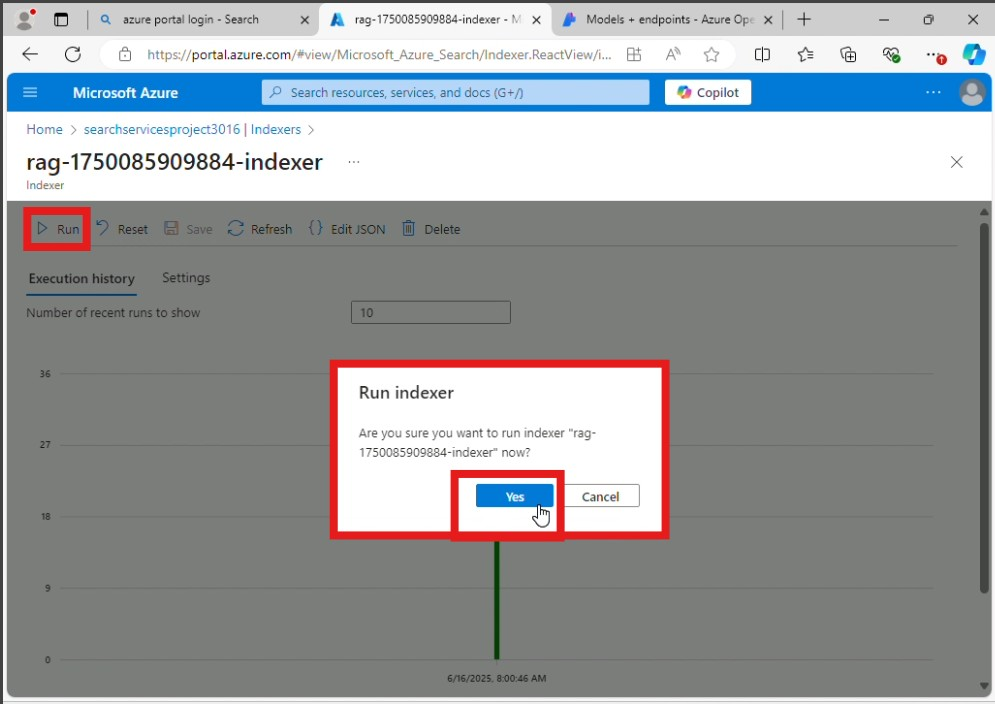 azure portal login - Search
rag-1750085909884-indexer - M
Models + endpoints - Azure Ope
https://portal.azure.com/#view/Microsoft_Azure_Search/Indexer.ReactView/i...
Microsoft Azure
Search resources, services, and docs (G+/)
Copilot
Home > searchservicesproject3016 | Indexers >
rag-1750085909884-indexer ...
Indexer
Run Reset Save Refresh {} Edit JSON Delete
Execution history Settings
Number of recent runs to show 10
36
27
18
9
0
6/16/2025, 8:00:46 AM
Run indexer
Are you sure you want to run indexer "rag-
1750085909884-indexer" now?
Yes Cancel